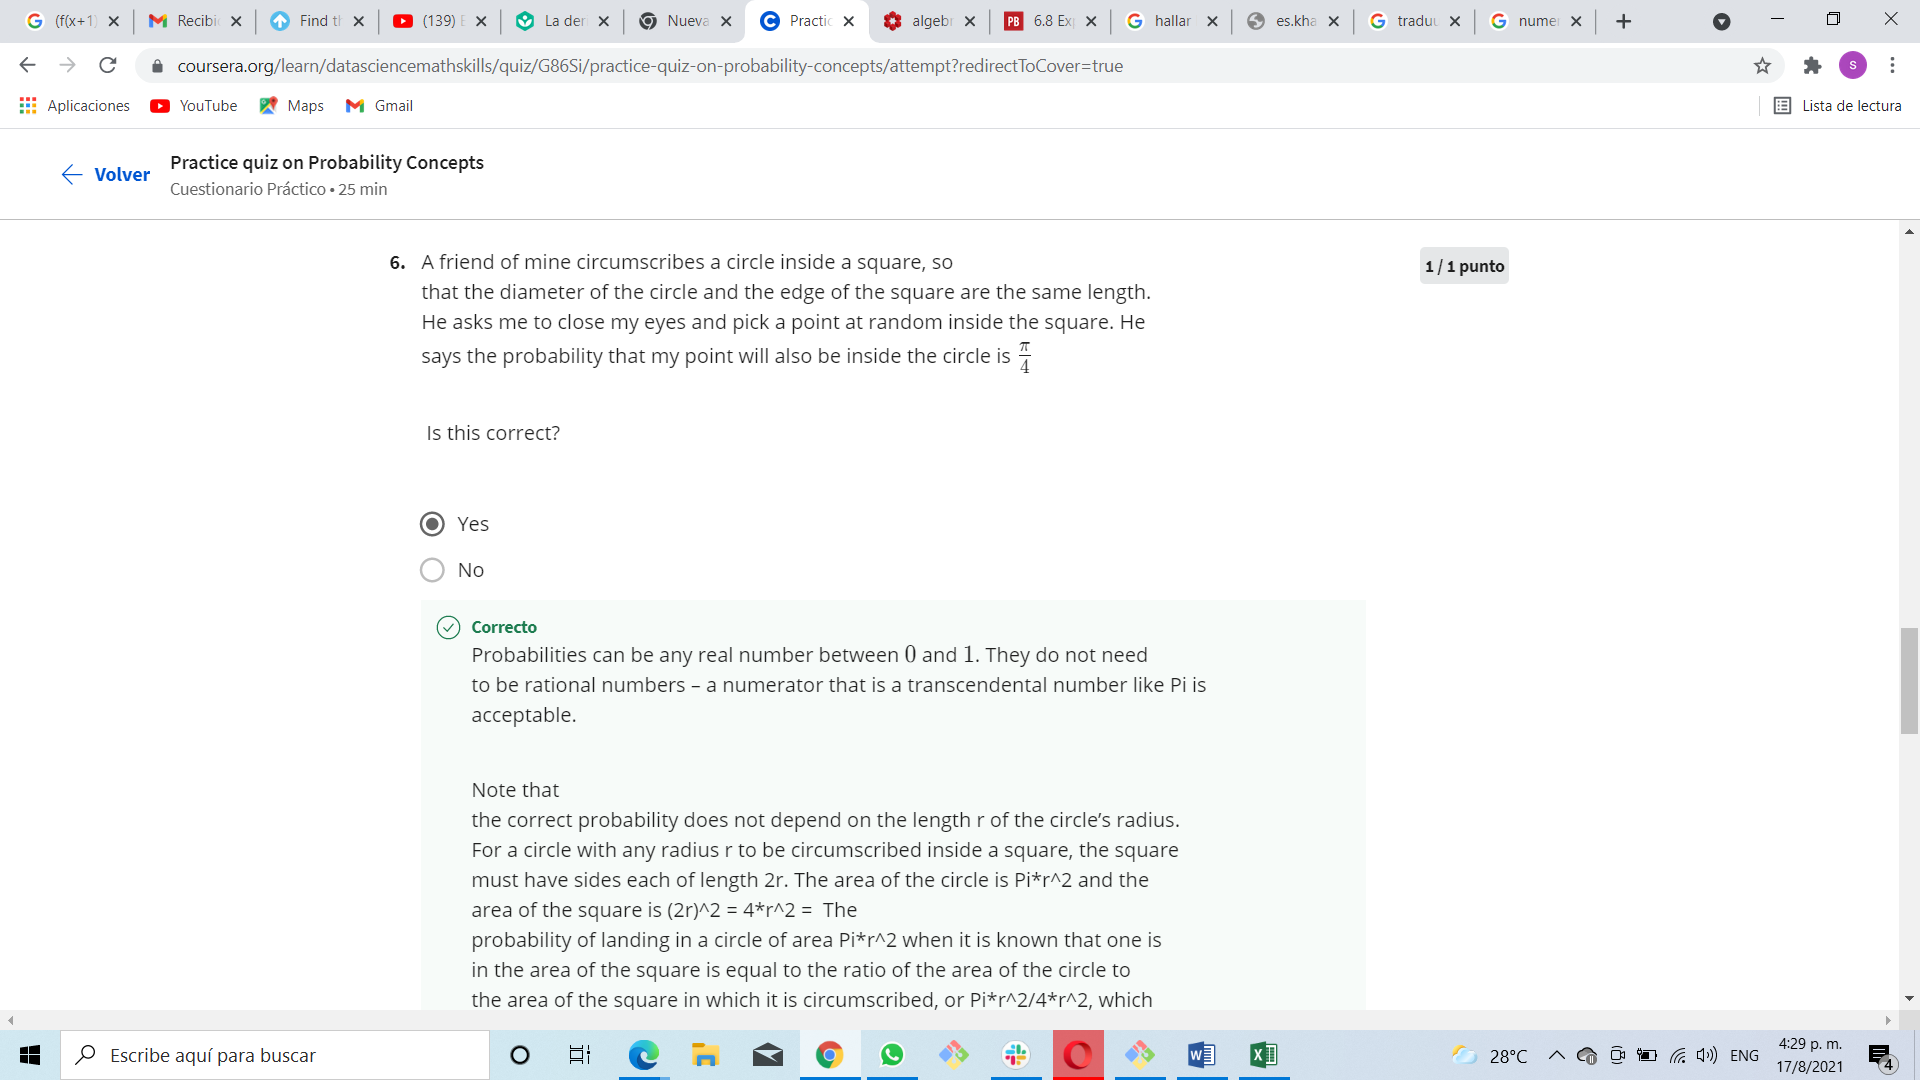 (f(x+1)
Recibi
Find th
(139)
La der
Nueva
Practic
algebr
6.8 Ex
hallar
es.kha
traduc
numer
coursera.org/learn/datasciencemathskills/quiz/G86Si/practice-quiz-on-probability-concepts/attempt?redirectToCover=true
S
Aplicaciones
YouTube
Maps
Gmail
Lista de lectura
Volver
Practice quiz on Probability Concepts
Cuestionario Práctico • 25 min
6. A friend of mine circumscribes a circle inside a square, so
that the diameter of the circle and the edge of the square are the same length.
He asks me to close my eyes and pick a point at random inside the square. He
says the probability that my point will also be inside the circle is π/4
1 / 1 punto
Is this correct?
Yes
No
Correcto
Probabilities can be any real number between 0 and 1. They do not need
to be rational numbers – a numerator that is a transcendental number like Pi is
acceptable.
Note that
the correct probability does not depend on the length r of the circle’s radius.
For a circle with any radius r to be circumscribed inside a square, the square
must have sides each of length 2r. The area of the circle is Pi*r^2 and the
area of the square is (2r)^2 = 4*r^2 = The
probability of landing in a circle of area Pi*r^2 when it is known that one is
in the area of the square is equal to the ratio of the area of the circle to
the area of the square in which it is circumscribed, or Pi*r^2/4*r^2, which
Escribe aquí para buscar
28°C
ENG
4:29 p. m.
17/8/2021
4